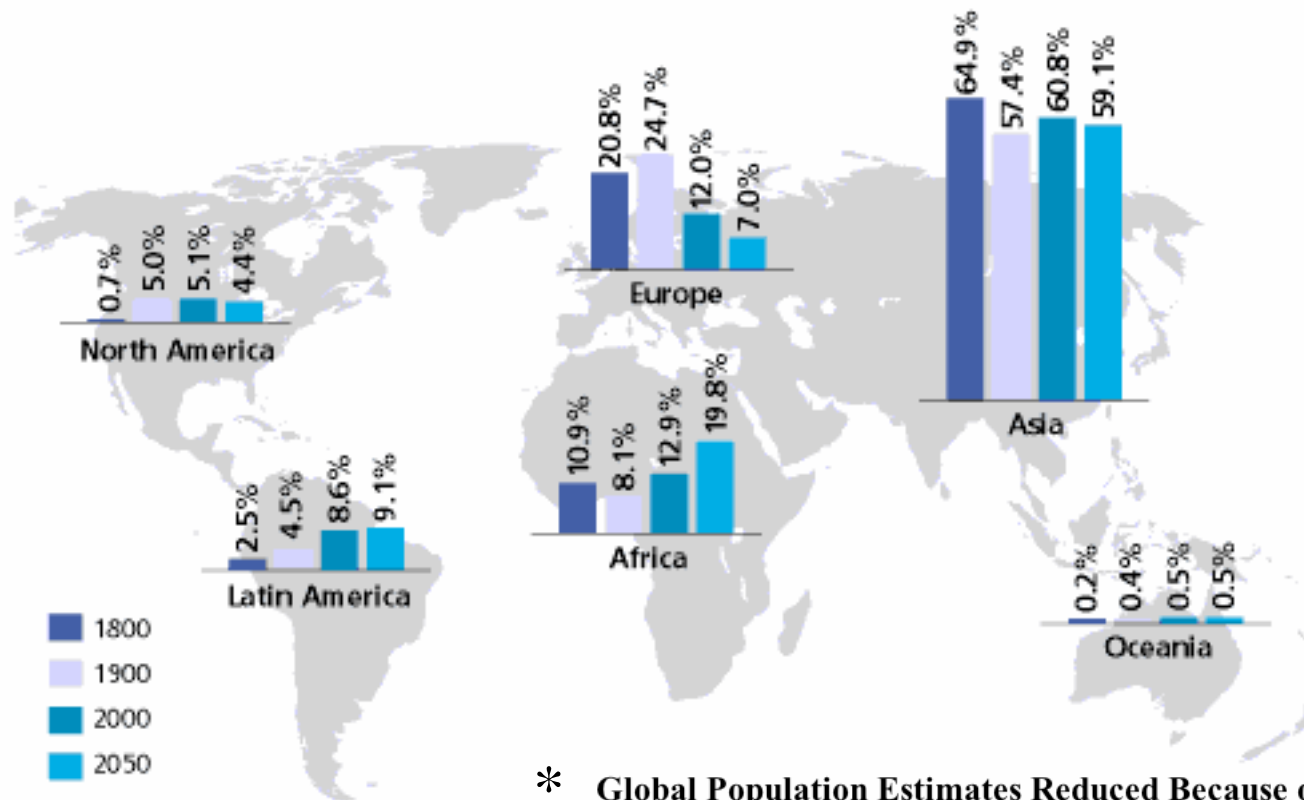 0.7% 5.0% 5.1% 4.4%
North America
20.8% 24.7% 12.0% 7.0%
Europe
64.9% 57.4% 60.8% 59.1%
Asia
2.5% 4.5% 8.6% 9.1%
Latin America
10.9% 8.1% 12.9% 19.8%
Africa
0.2% 0.4% 0.5% 0.5%
Oceania
1800
1900
2000
2050
* Global Population Estimates Reduced Because